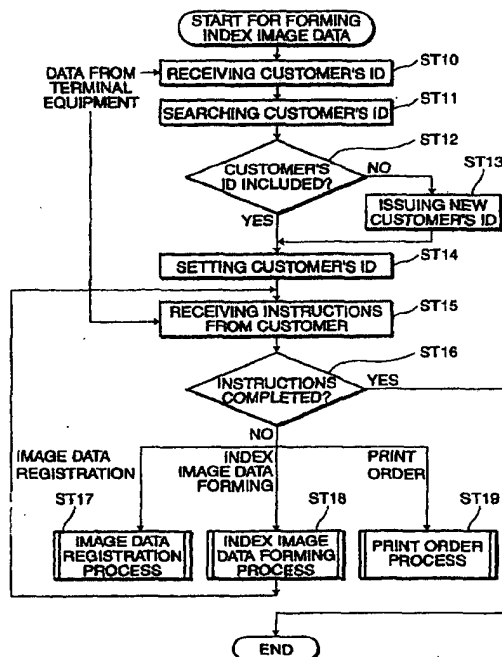 START FOR FORMING
INDEX IMAGE DATA
DATA FROM
TERMINAL
EQUIPMENT
RECEIVING CUSTOMER'S ID
ST10
SEARCHING CUSTOMER'S ID
ST11
CUSTOMER'S
ID INCLUDED?
ST12
NO
YES
ST13
ISSUING NEW
CUSTOMER'S ID
SETTING CUSTOMER'S ID
ST14
RECEIVING INSTRUCTIONS
FROM CUSTOMER
ST15
INSTRUCTIONS
COMPLETED?
ST16
YES
NO
IMAGE DATA
REGISTRATION
INDEX
IMAGE DATA
FORMING
PRINT
ORDER
ST17
IMAGE DATA
REGISTRATION
PROCESS
ST18
INDEX IMAGE
DATA FORMING
PROCESS
ST19
PRINT ORDER
PROCESS
END